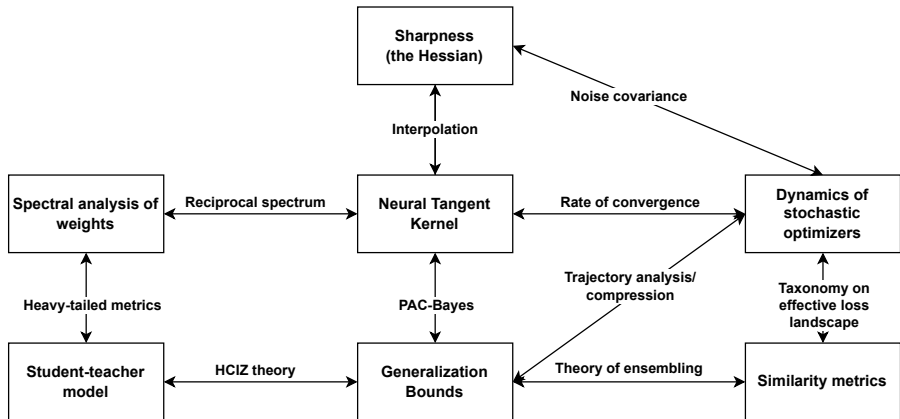 Sharpness
(the Hessian)
Noise covariance
Interpolation
Spectral analysis of
weights
Reciprocal spectrum
Neural Tangent
Kernel
Rate of convergence
Dynamics of
stochastic
optimizers
Heavy-tailed metrics
PAC-Bayes
Trajectory analysis/
compression
Taxonomy on
effective loss
landscape
Student-teacher
model
HCIZ theory
Generalization
Bounds
Theory of ensembling
Similarity metrics